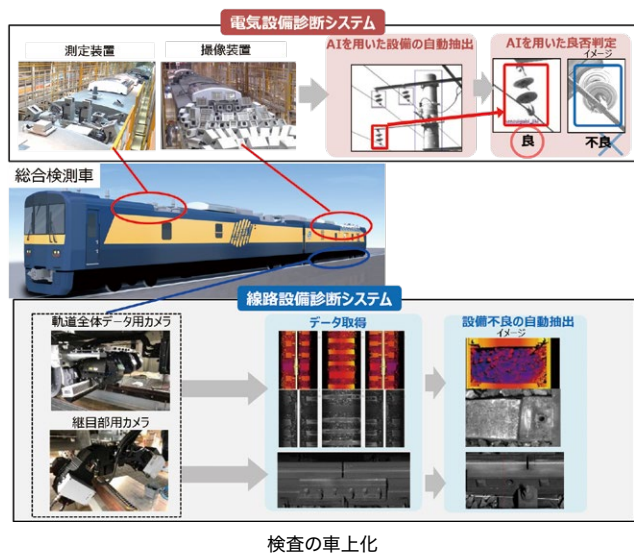 電気設備診断システム
測定装置
撮像装置
AIを用いた設備の自動抽出
AIを用いた良否判定
イメージ
良
不良
総合検測車
線路設備診断システム
軌道全体データ用カメラ
データ取得
設備不良の自動抽出
イメージ
継目部用カメラ
検査の車上化